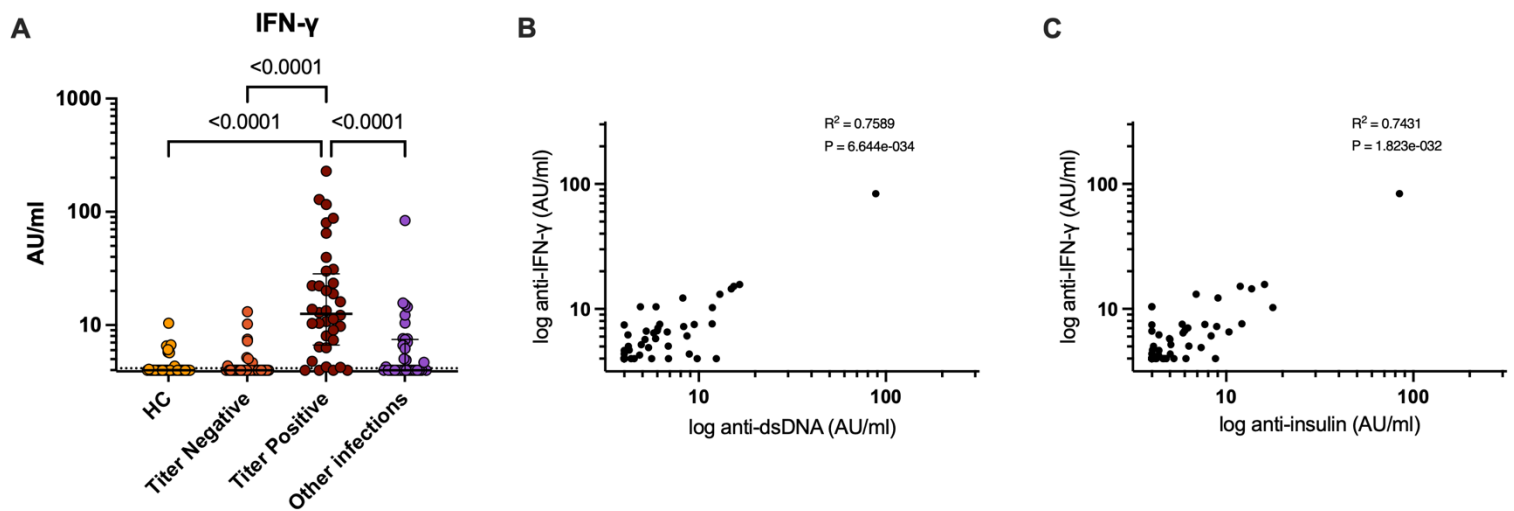 A
IFN-γ
<0.0001
<0.0001
<0.0001
1000
100
10
AU/ml
HC
Titer Negative
Titer Positive
Other infections
B
R² = 0.7589
P = 6.644e-034
100
10
log anti-IFN-γ (AU/ml)
10
100
log anti-dsDNA (AU/ml)
C
R² = 0.7431
P = 1.823e-032
100
10
log anti-IFN-γ (AU/ml)
10
100
log anti-insulin (AU/ml)